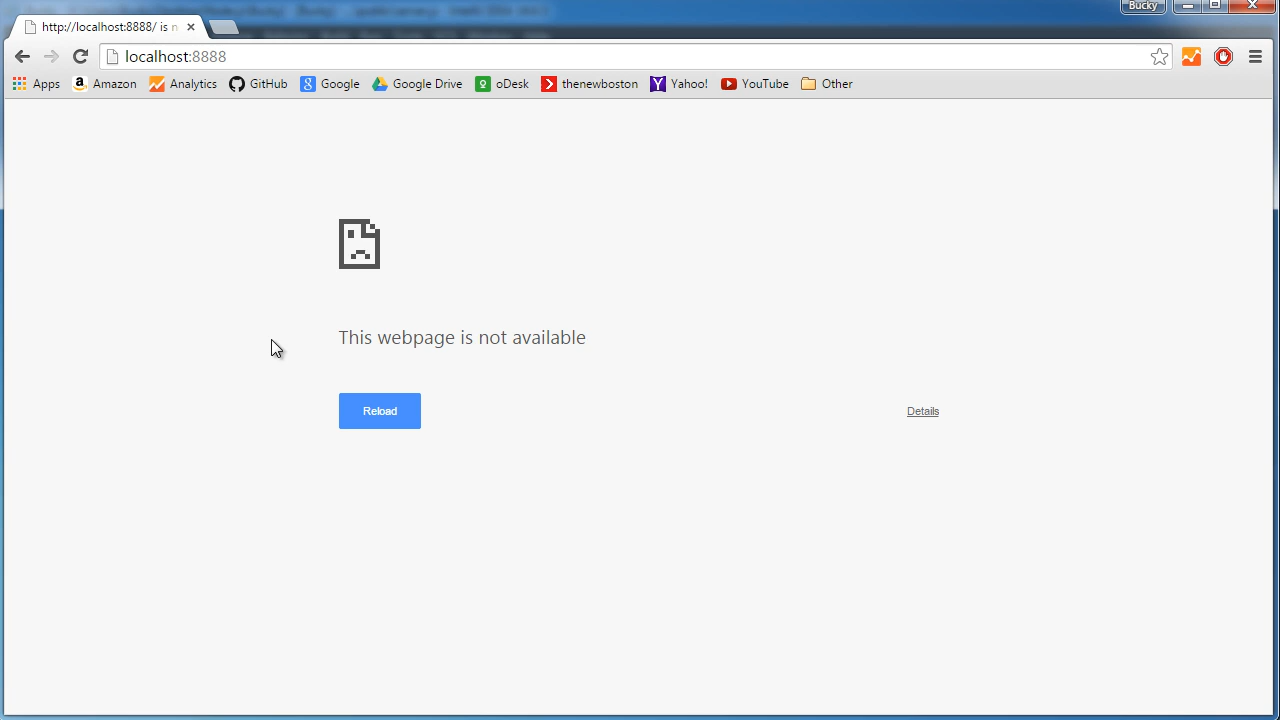 Bucky
http://localhost:8888/ is n
localhost:8888
Apps Amazon Analytics GitHub Google Google Drive oDesk thenewboston Yahoo! YouTube Other
This webpage is not available
Reload Details